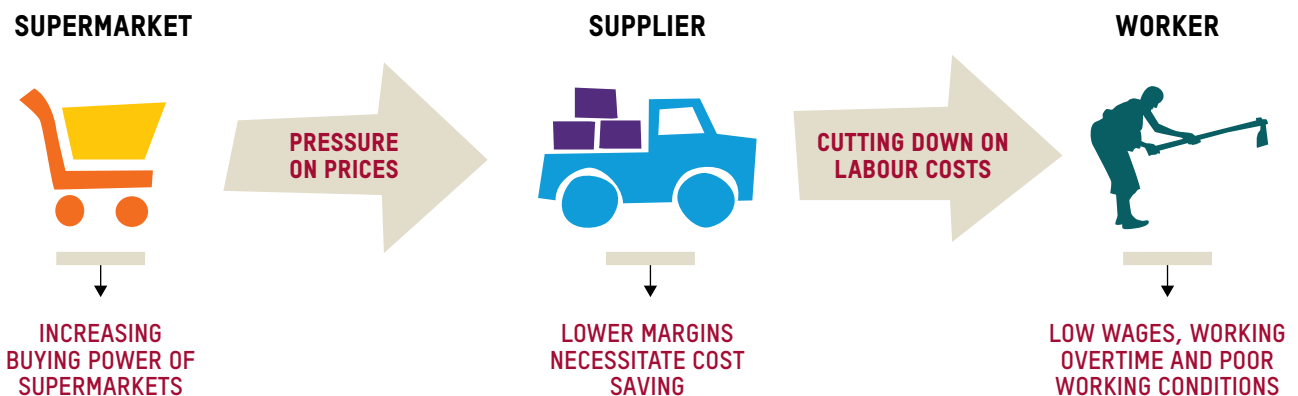 SUPERMARKET
SUPPLIER
WORKER
PRESSURE
ON PRICES
CUTTING DOWN ON
LABOUR COSTS
INCREASING
BUYING POWER OF
SUPERMARKETS
LOWER MARGINS
NECESSITATE COST
SAVING
LOW WAGES, WORKING
OVERTIME AND POOR
WORKING CONDITIONS